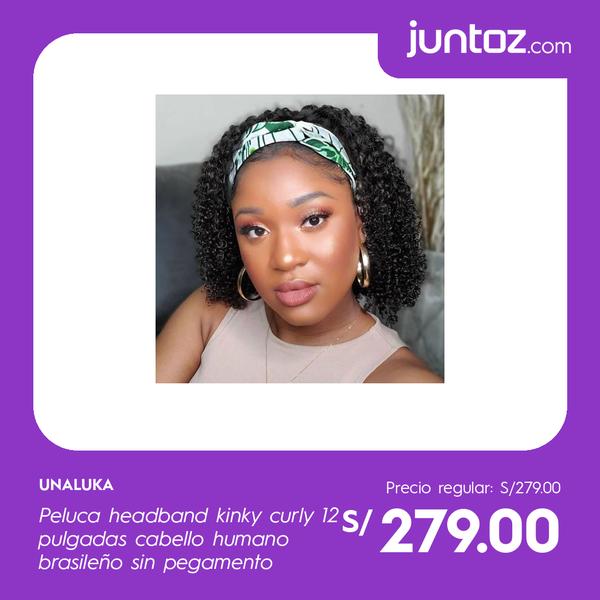 juntoz.com
UNALUKA
Peluca headband kinky curly 12
pulgadas cabello humano
brasileño sin pegamento
Precio regular: S/279.00
S/ 279.00